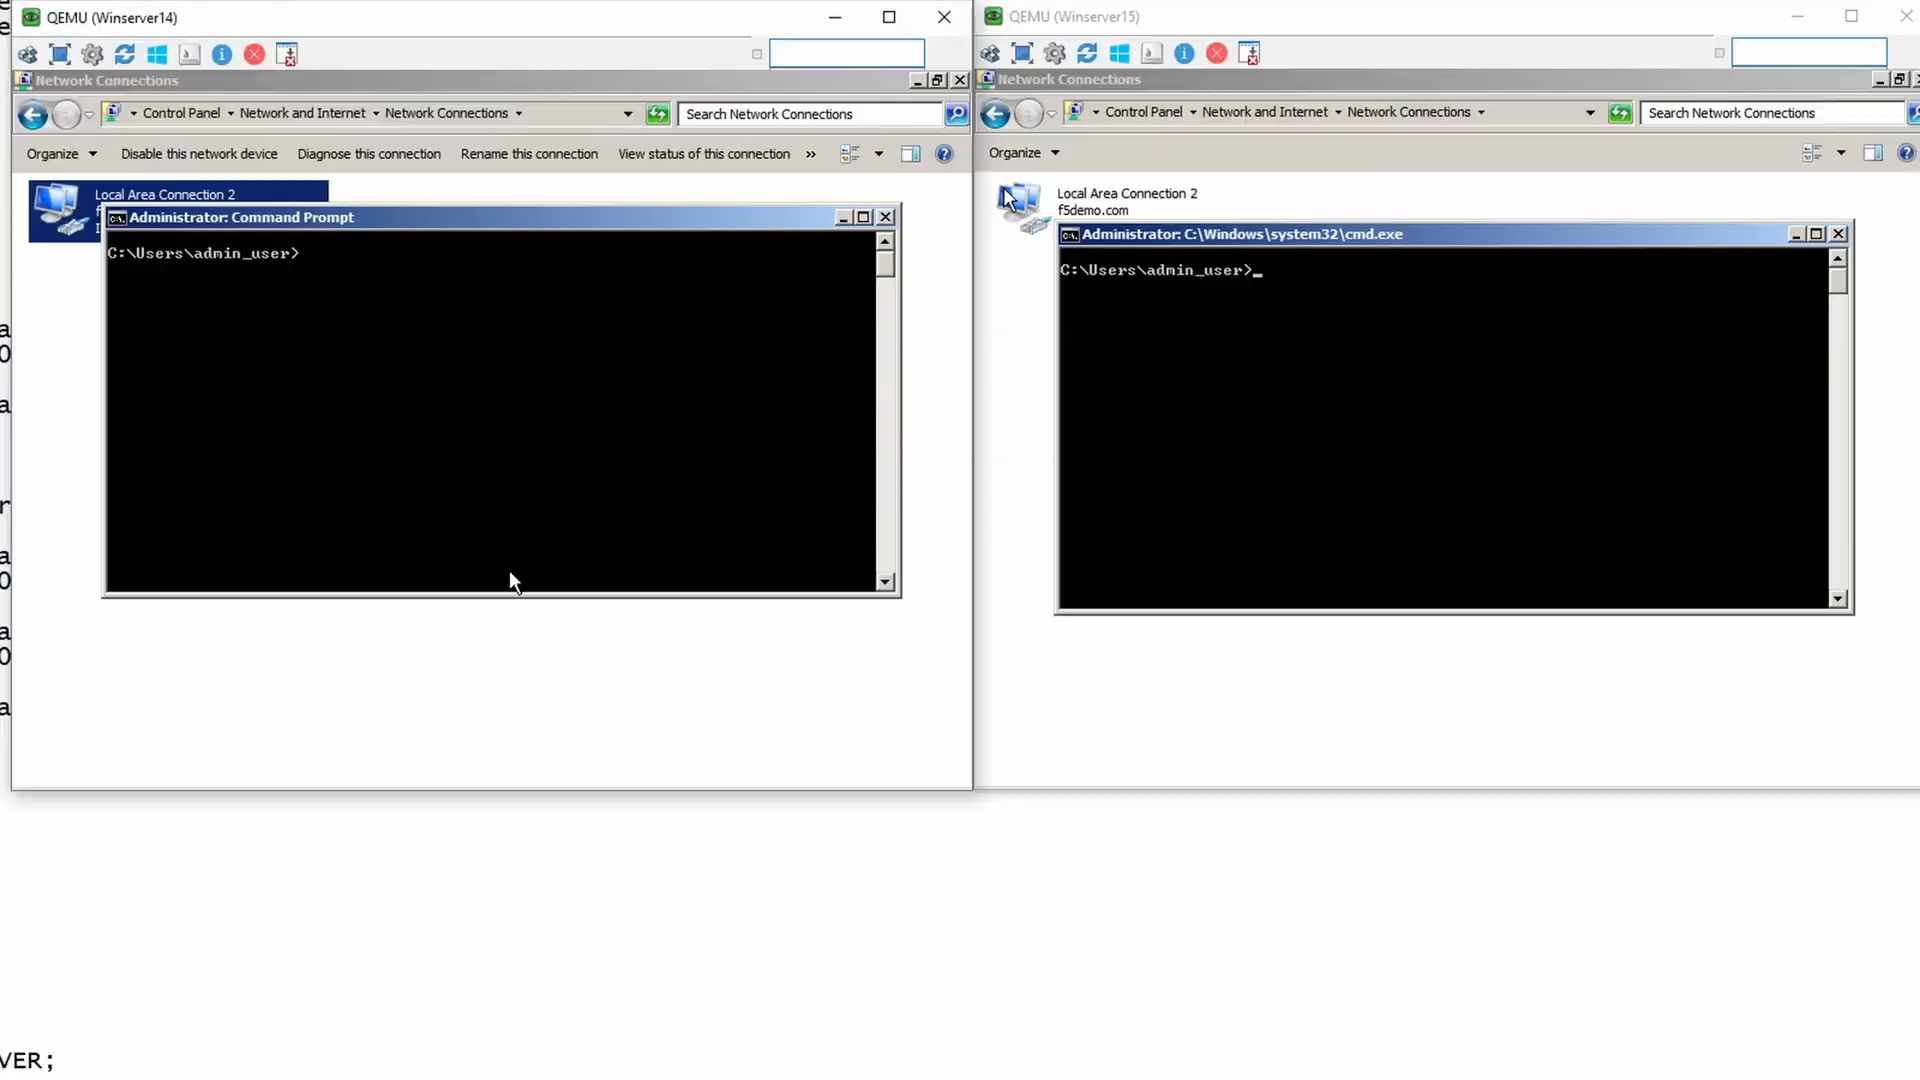 QEMU (Winserver14)
Network Connections
Control Panel Network and Internet Network Connections
Search Network Connections
Organize Disable this network device Diagnose this connection Rename this connection View status of this connection »
Local Area Connection 2
Administrator: Command Prompt
C:\Users\admin_user>
QEMU (Winserver15)
Network Connections
Control Panel Network and Internet Network Connections
Search Network Connections
Organize
Local Area Connection 2
f5demo.com
Administrator: C:\Windows\system32\cmd.exe
C:\Users\admin_user>_
VER;